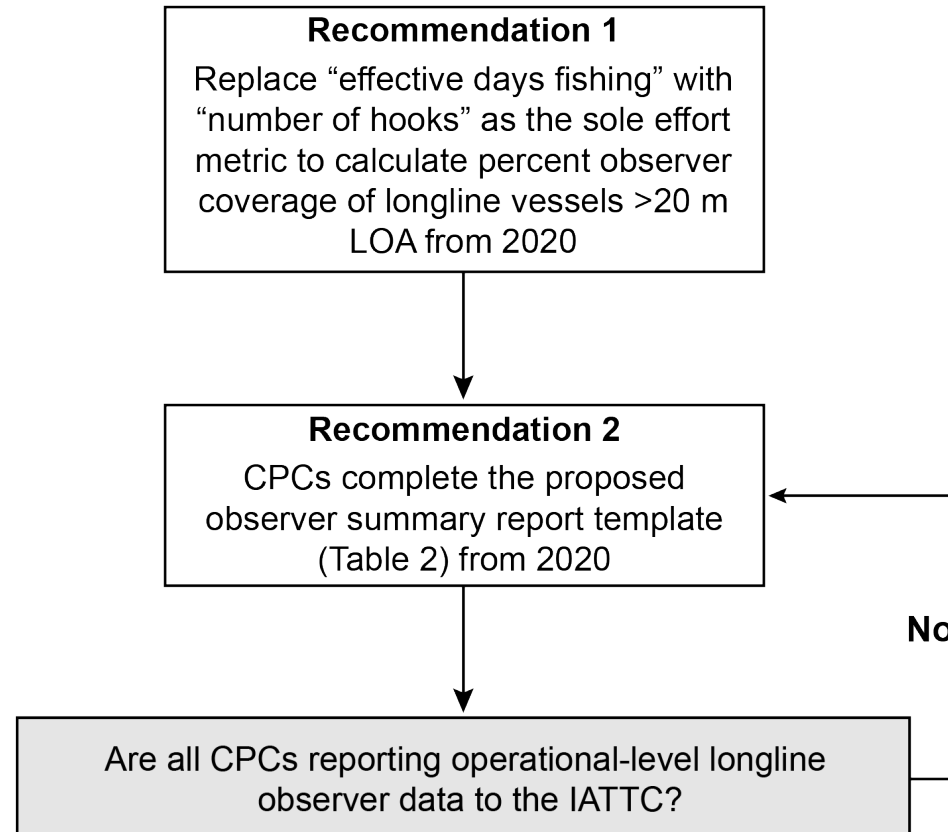 Recommendation 1
Replace “effective days fishing” with
“number of hooks” as the sole effort
metric to calculate percent observer
coverage of longline vessels >20 m
LOA from 2020
Recommendation 2
CPCs complete the proposed
observer summary report template
(Table 2) from 2020
No
Are all CPCs reporting operational-level longline
observer data to the IATTC?